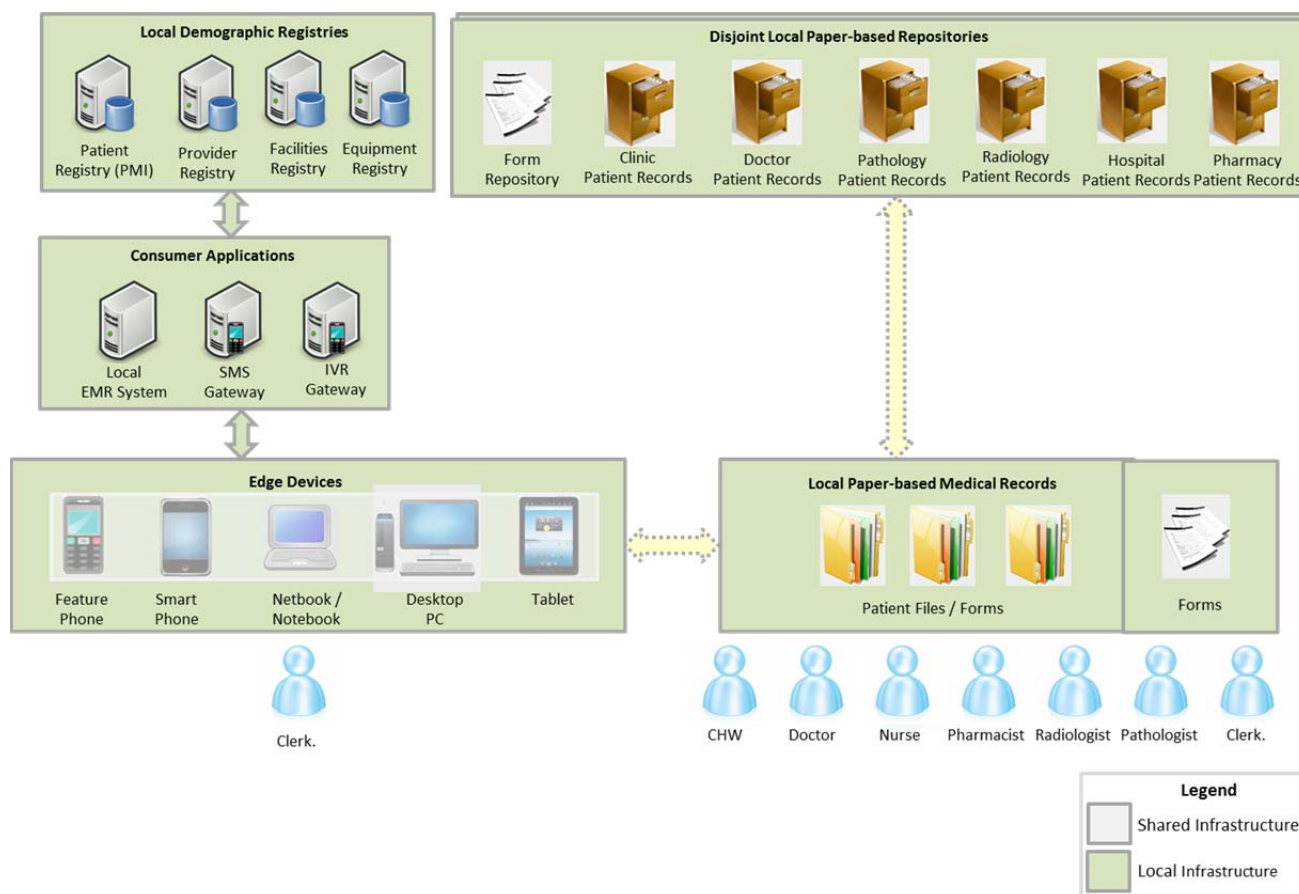 Local Demographic Registries
Patient
Registry (PMI)
Provider
Registry
Facilities
Registry
Equipment
Registry
Disjoint Local Paper-based Repositories
Form
Repository
Clinic
Patient Records
Doctor
Patient Records
Pathology
Patient Records
Radiology
Patient Records
Hospital
Patient Records
Pharmacy
Patient Records
Consumer Applications
Local
EMR System
SMS
Gateway
IVR
Gateway
Edge Devices
Feature
Phone
Smart
Phone
Netbook /
Notebook
Desktop
PC
Tablet
Local Paper-based Medical Records
Patient Files / Forms
Forms
Clerk.
CHW
Doctor
Nurse
Pharmacist
Radiologist
Pathologist
Clerk.
Legend
Shared Infrastructure
Local Infrastructure